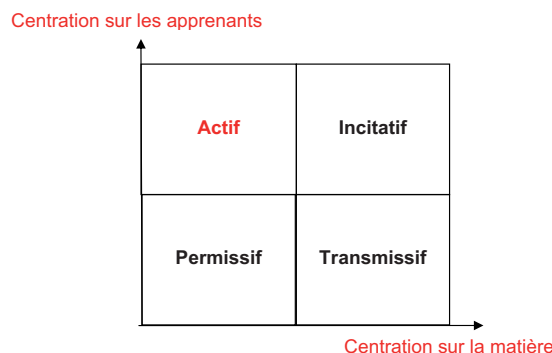 Centration sur les apprenants
Actif
Incitatif
Permissif
Transmissif
Centration sur la matière